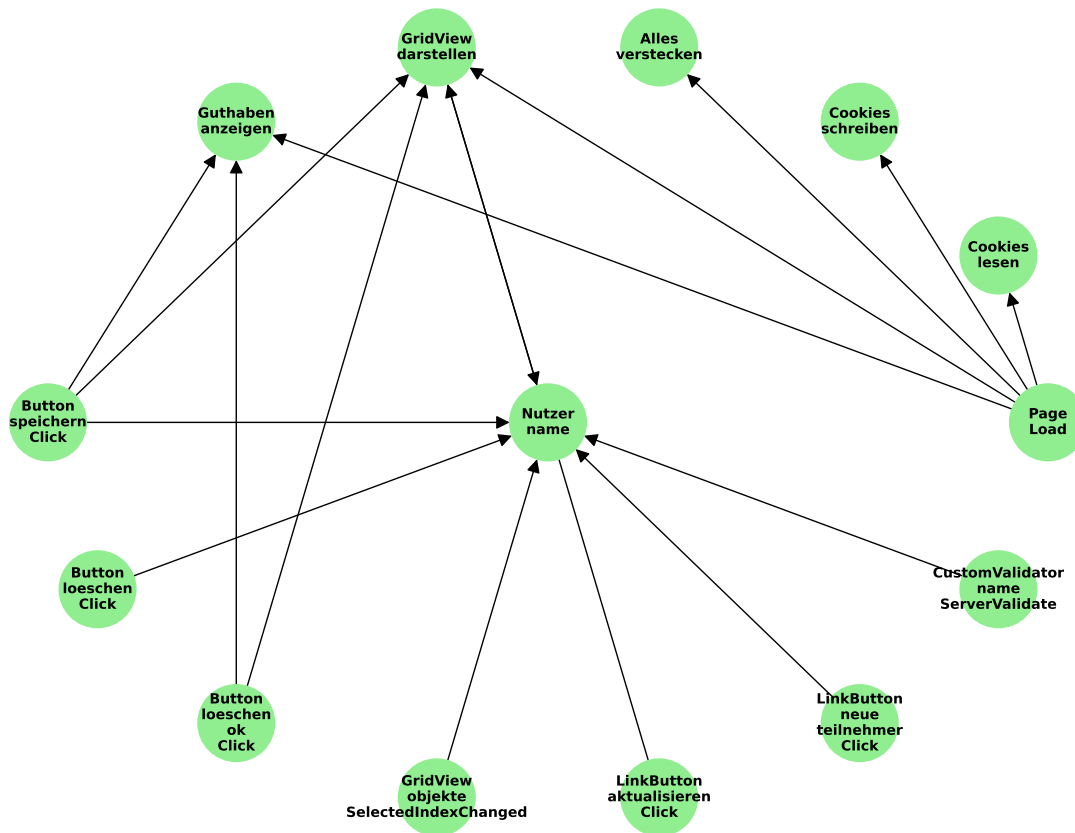 GridView
darstellen
Alles
verstecken
Guthaben
anzeigen
Cookies
schreiben
Cookies
lesen
Button
speichern
Click
Nutzer
name
Page
Load
Button
loeschen
Click
CustomValidator
name
ServerValidate
Button
loeschen
ok
Click
LinkButton
neue
teilnehmer
Click
GridView
objekte
SelectedIndexChanged
LinkButton
aktualisieren
Click